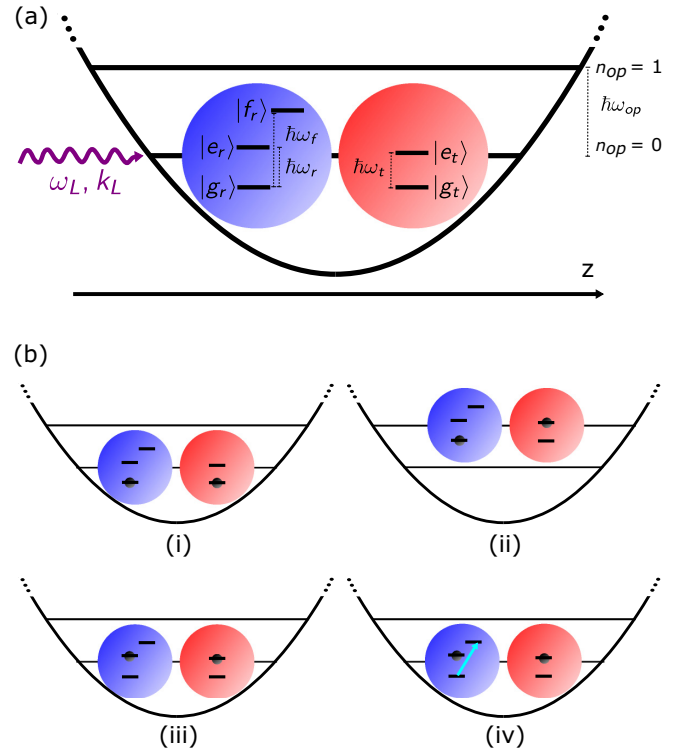 (a)
n_op = 1
|f_r⟩
ħω_op
ħω_f
|e_r⟩ |e_t⟩ n_op = 0
ħω_r ħω_t
ω_L, k_L |g_r⟩ |g_t⟩
z
(b)
(i) (ii)
(iii) (iv)